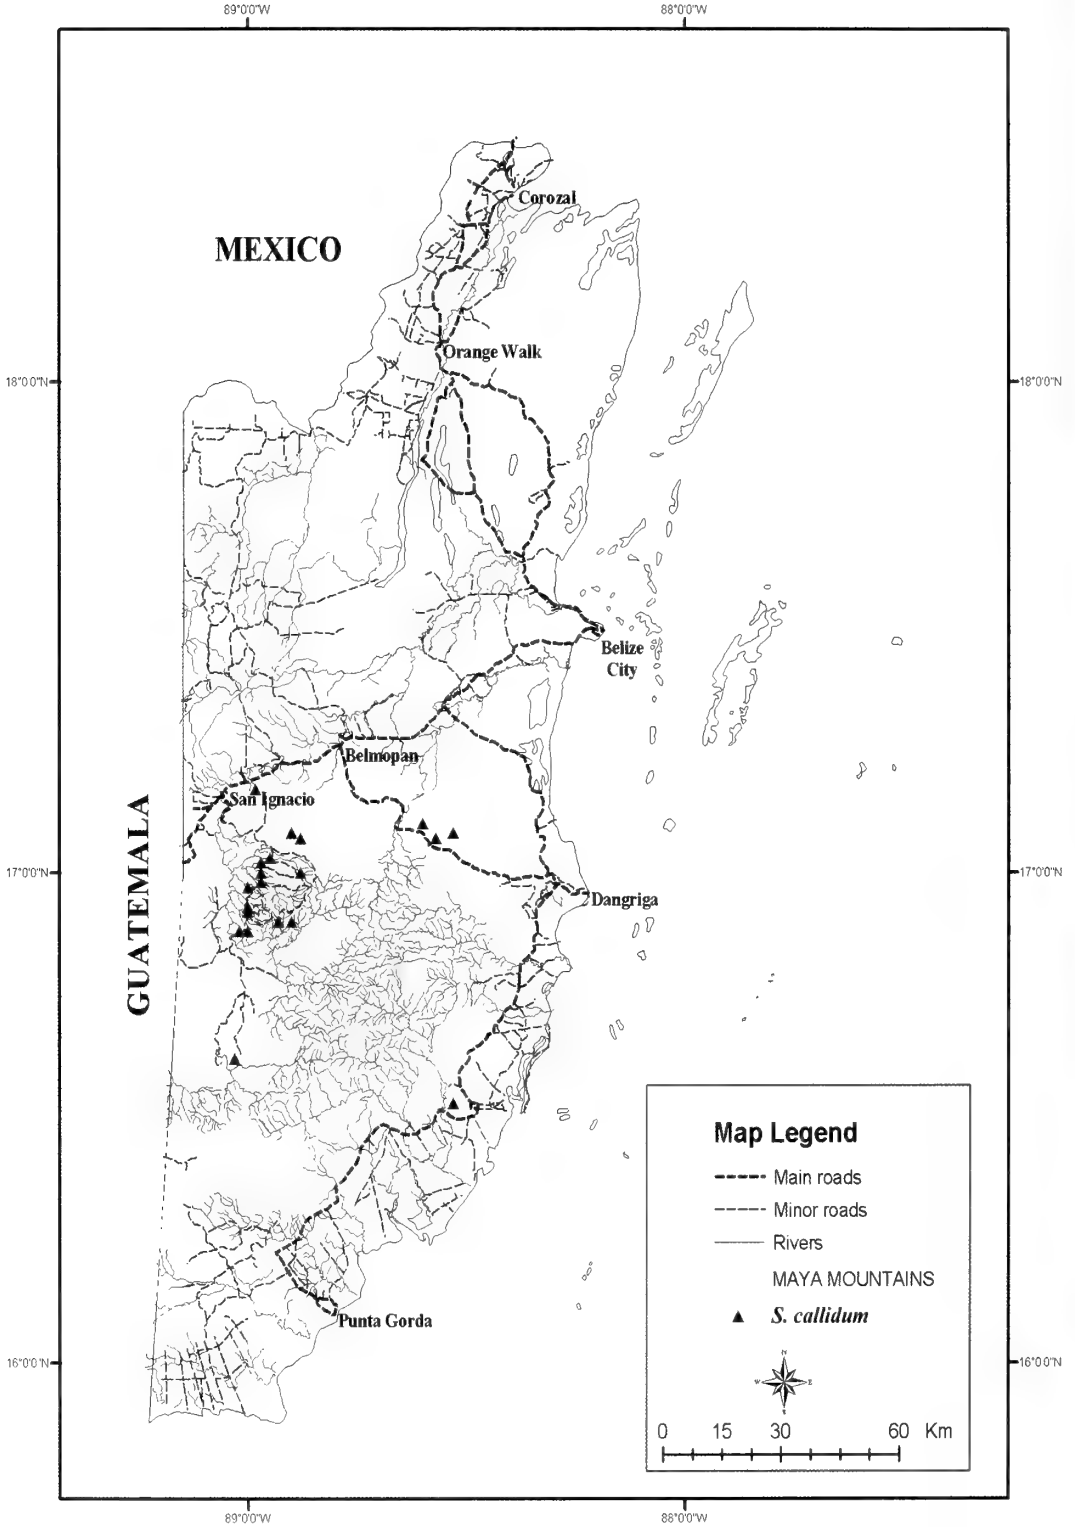 89°0'0"W 88°0'0"W
Corozal
MEXICO
Orange Walk
18°0'0"N 18°0'0"N
Belize
City
Belmopan
San Ignacio
GUATEMALA
17°0'0"N 17°0'0"N
Dangriga
Map Legend
Main roads
Minor roads
Rivers
MAYA MOUNTAINS
S. callidum
Punta Gorda
N
W E
S
16°0'0"N 16°0'0"N
0 15 30 60 Km
89°0'0"W 88°0'0"W